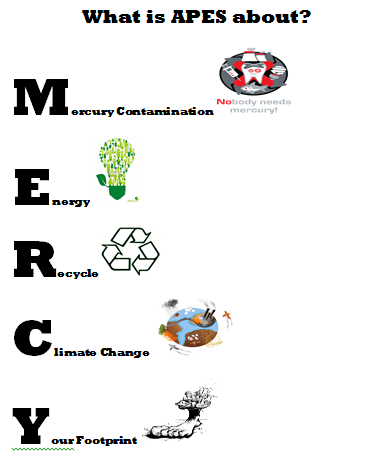 What is APES about?
Nobody needs
mercury!
Mercury Contamination
Energy
Recycle
Climate Change
Your Footprint